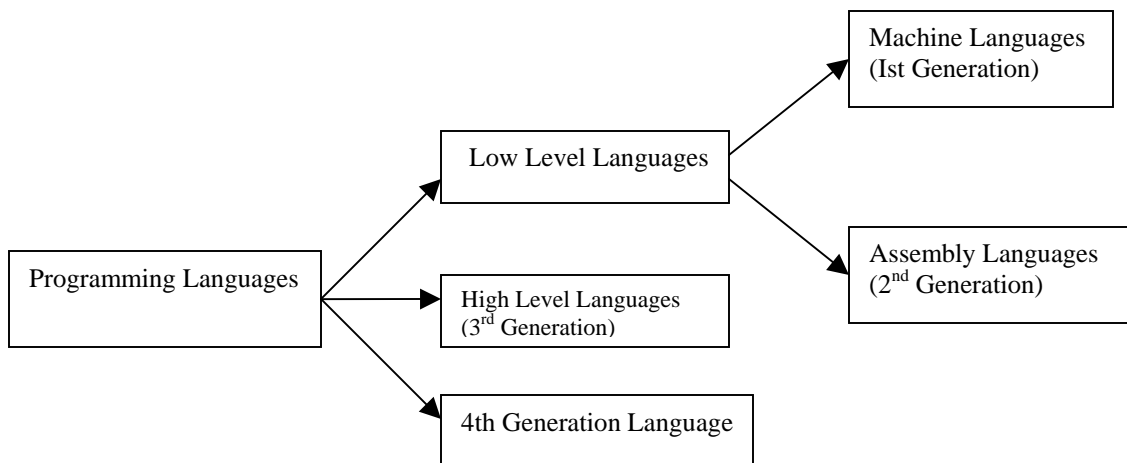 Machine Languages
(Ist Generation)
Low Level Languages
Programming Languages
Assembly Languages
(2nd Generation)
High Level Languages
(3rd Generation)
4th Generation Language